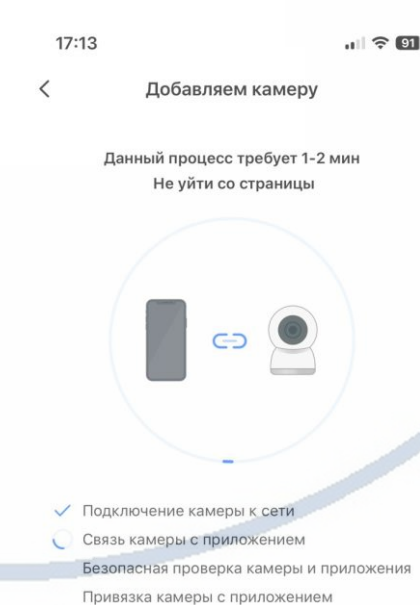 17:13
91
Добавляем камеру
Данный процесс требует 1-2 мин
Не уйти со страницы
Подключение камеры к сети
Связь камеры с приложением
Безопасная проверка камеры и приложения
Привязка камеры с приложением